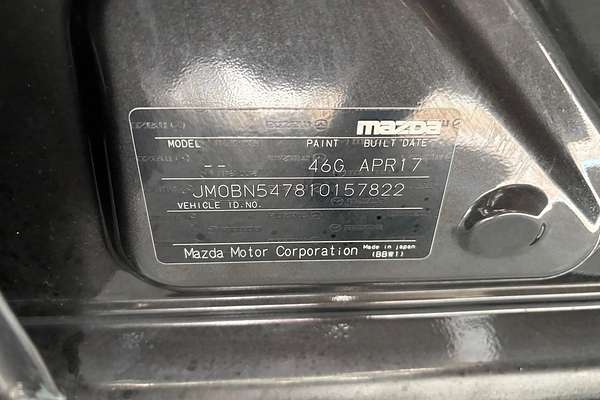 mazda
MODEL PAINT BUILT DATE
-- 46G APR17
JM0BN547810157822
VEHICLE ID.NO.
Mazda Motor Corporation Made in japan